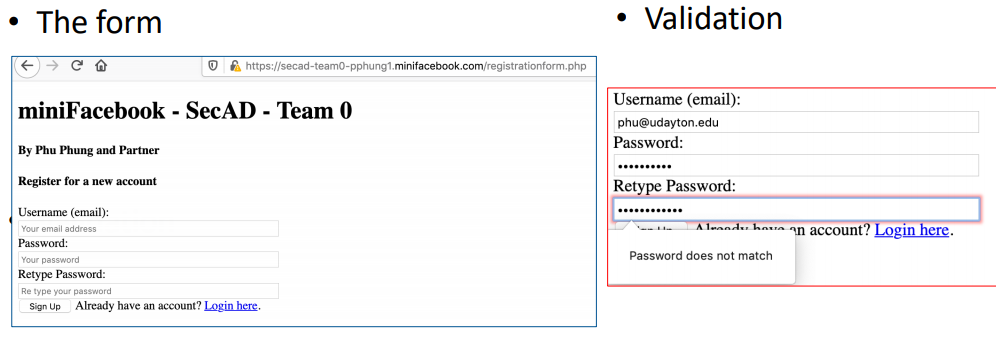 • The form
https://secad-team0-pphung1.minifacebook.com/registrationform.php
miniFacebook - SecAD - Team 0
By Phu Phung and Partner
Register for a new account
Username (email):
Your email address
Password:
Your password
Retype Password:
Re type your password
Sign Up Already have an account? Login here.
• Validation
Username (email):
phu@udayton.edu
Password:
••••••••••
Retype Password:
••••••••••••
Already have an account? Login here.
Password does not match